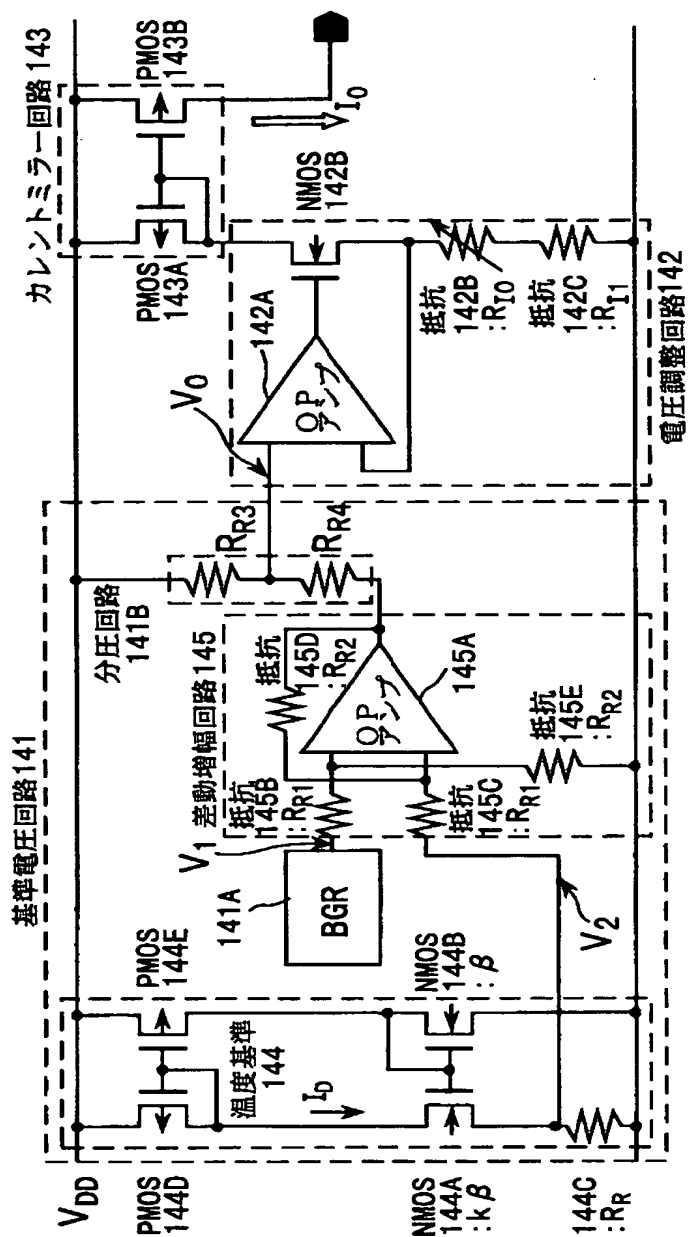 基準電圧回路141
V_DD
PMOS
144D
PMOS
144E
温度基準
144
I_D
NMOS
144A
:kβ
NMOS
144B
:β
144C
:R_R
141A
BGR
V_1
V_2
差動増幅回路145
抵抗
145B
:R_R1
抵抗
145C
:R_R1
抵抗
145D
:R_R2
抵抗
145E
:R_R2
OP
アンプ
145A
分圧回路
141B
R_R3
R_R4
V_0
電圧調整回路142
142A
OP
アンプ
NMOS
142B
抵抗
142B
:R_I0
抵抗
142C
:R_I1
カレントミラー回路143
PMOS
143A
PMOS
143B
I_0